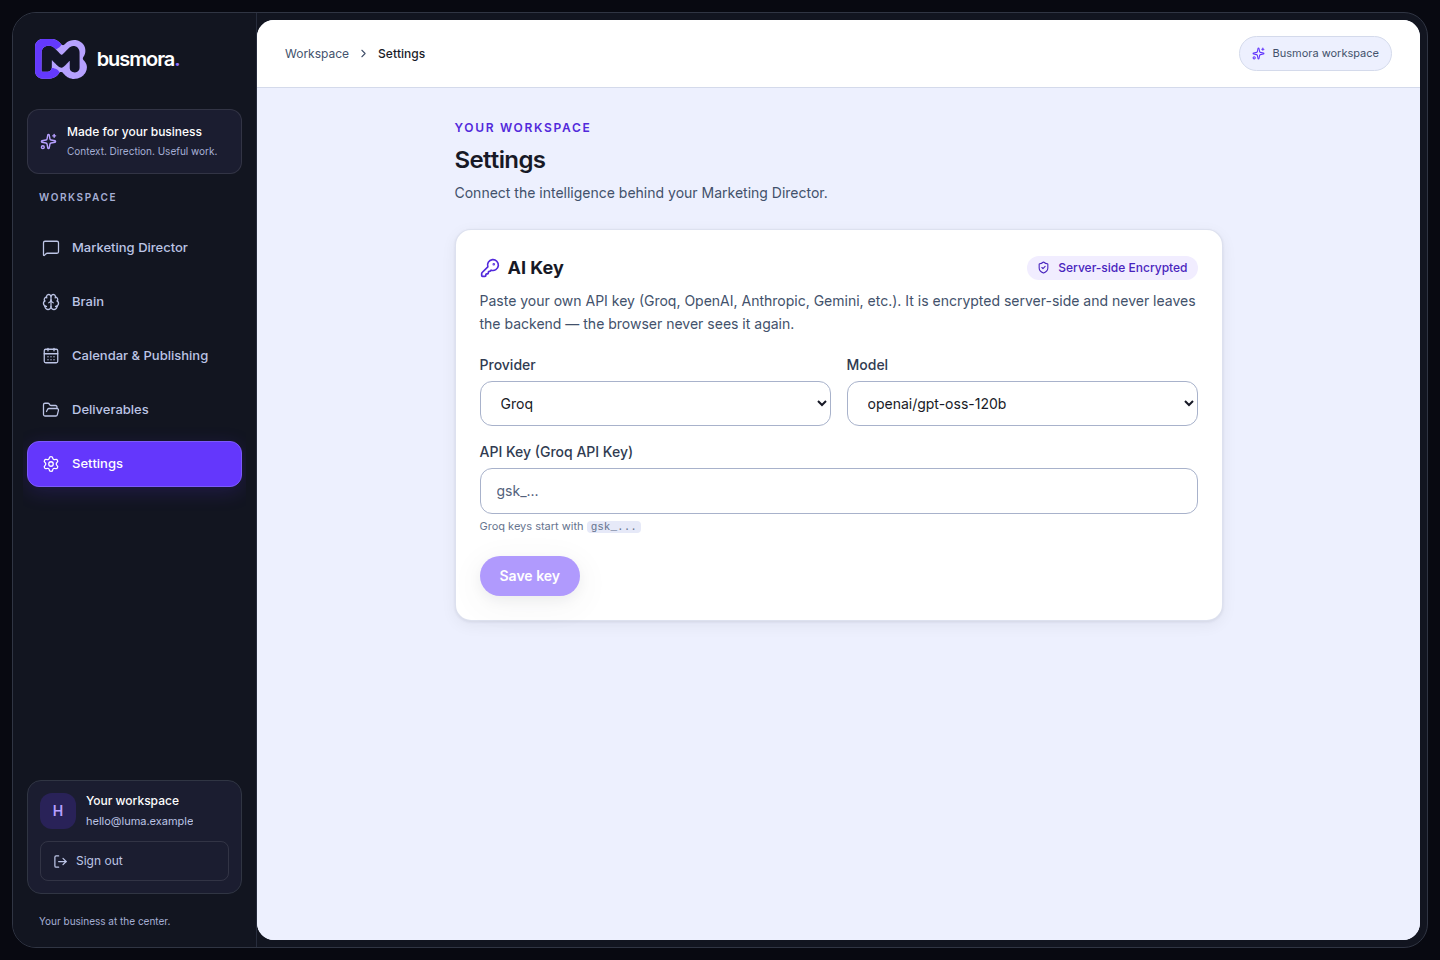 busmora.
Made for your business
Context. Direction. Useful work.
WORKSPACE
Marketing Director
Brain
Calendar & Publishing
Deliverables
Settings
H
Your workspace
hello@luma.example
Sign out
Your business at the center.
Workspace > Settings
Busmora workspace
YOUR WORKSPACE
Settings
Connect the intelligence behind your Marketing Director.
AI Key
Server-side Encrypted
Paste your own API key (Groq, OpenAI, Anthropic, Gemini, etc.). It is encrypted server-side and never leaves
the backend — the browser never sees it again.
Provider
Model
Groq
openai/gpt-oss-120b
API Key (Groq API Key)
gsk_...
Groq keys start with gsk_...
Save key